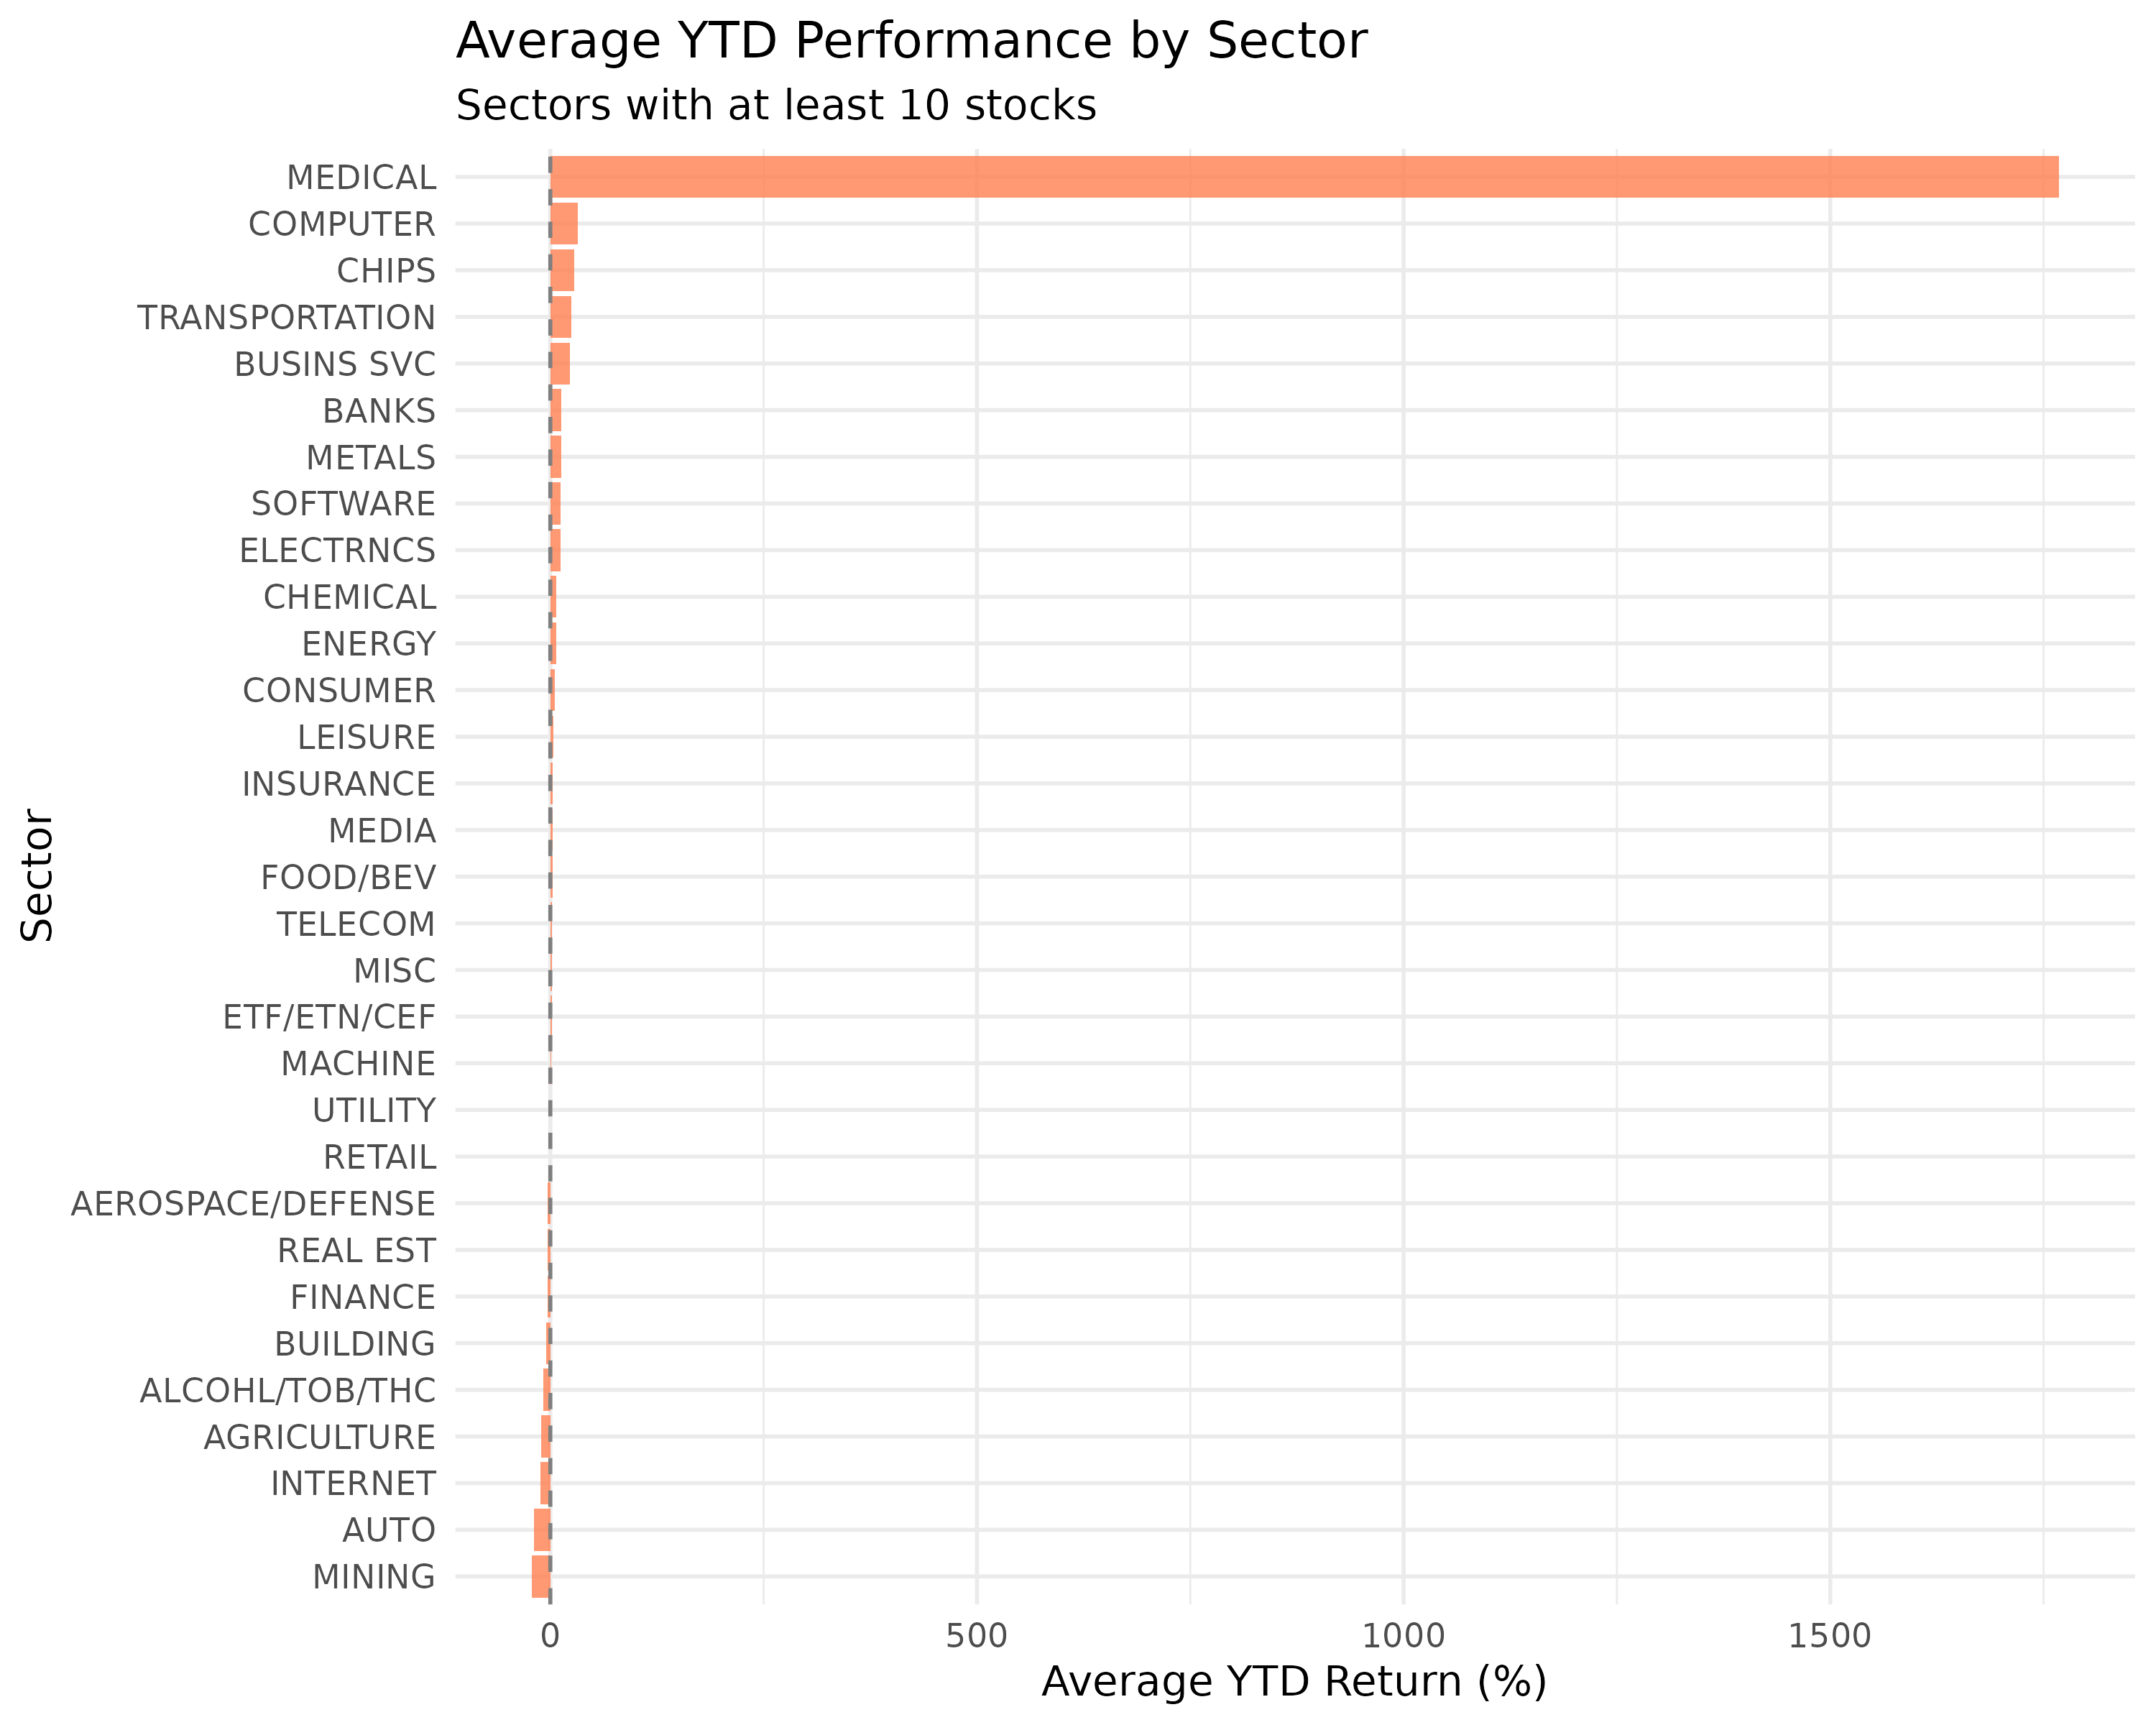 Average YTD Performance by Sector
Sectors with at least 10 stocks
MEDICAL
COMPUTER
CHIPS
TRANSPORTATION
BUSINS SVC
BANKS
METALS
SOFTWARE
ELECTRNCS
CHEMICAL
ENERGY
CONSUMER
LEISURE
INSURANCE
MEDIA
FOOD/BEV
TELECOM
MISC
ETF/ETN/CEF
MACHINE
UTILITY
RETAIL
AEROSPACE/DEFENSE
REAL EST
FINANCE
BUILDING
ALCOHL/TOB/THC
AGRICULTURE
INTERNET
AUTO
MINING
Sector
0 500 1000 1500
Average YTD Return (%)